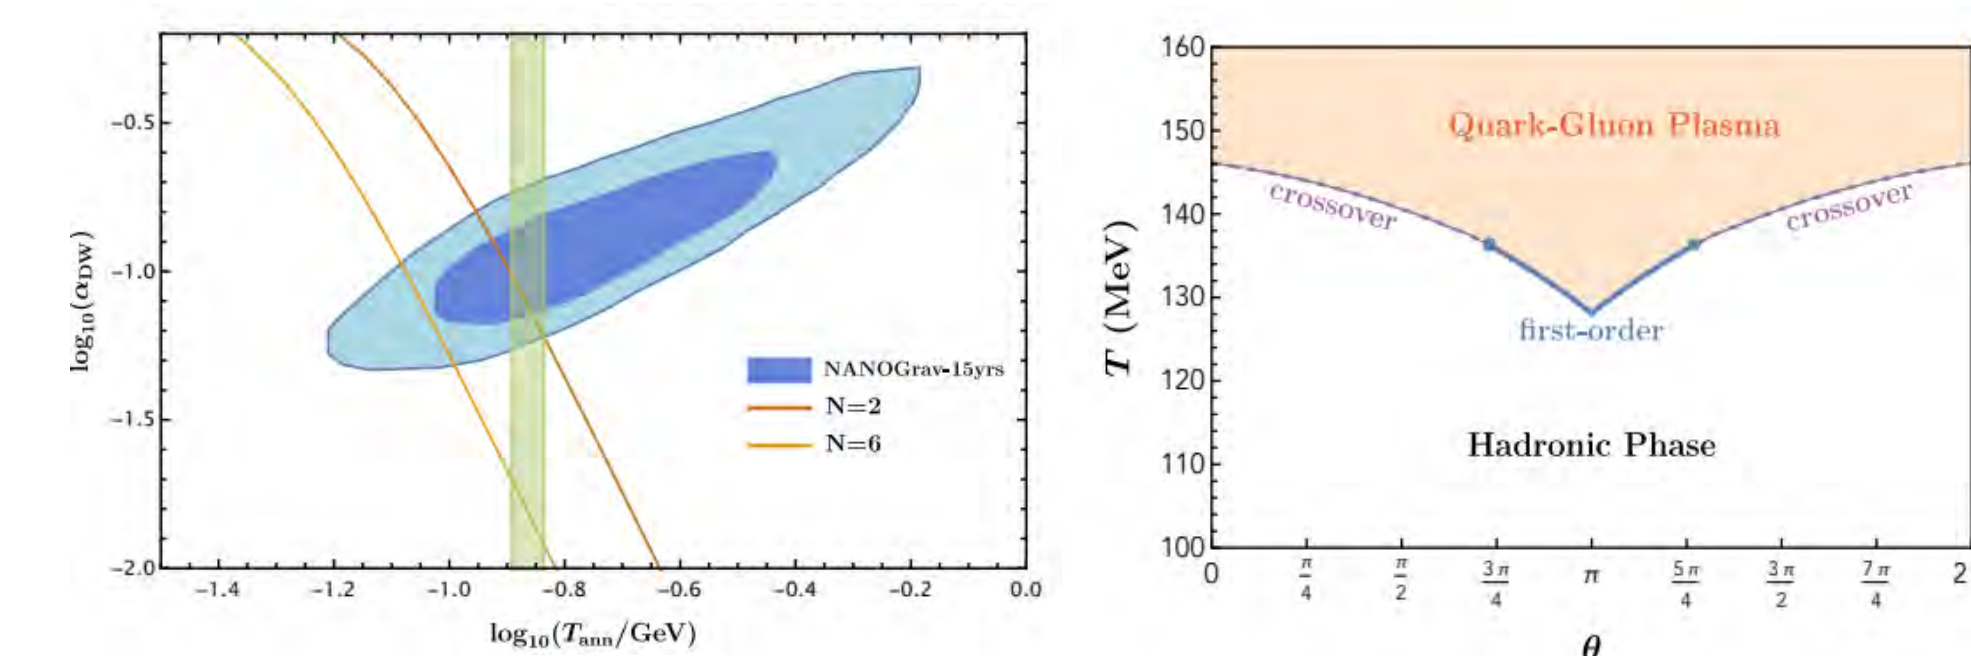 −0.5
−1.0
−1.5
−2.0
log10(αDW)
−1.4 −1.2 −1.0 −0.8 −0.6 −0.4 −0.2 0.0
log10(Tann/GeV)
NANOGrav-15yrs
N=2
N=6
160
150
140
130
120
110
100
T (MeV)
Quark-Gluon Plasma
crossover
crossover
first-order
Hadronic Phase
0 π/4 π/2 3π/4 π 5π/4 3π/2 7π/4 2
θ